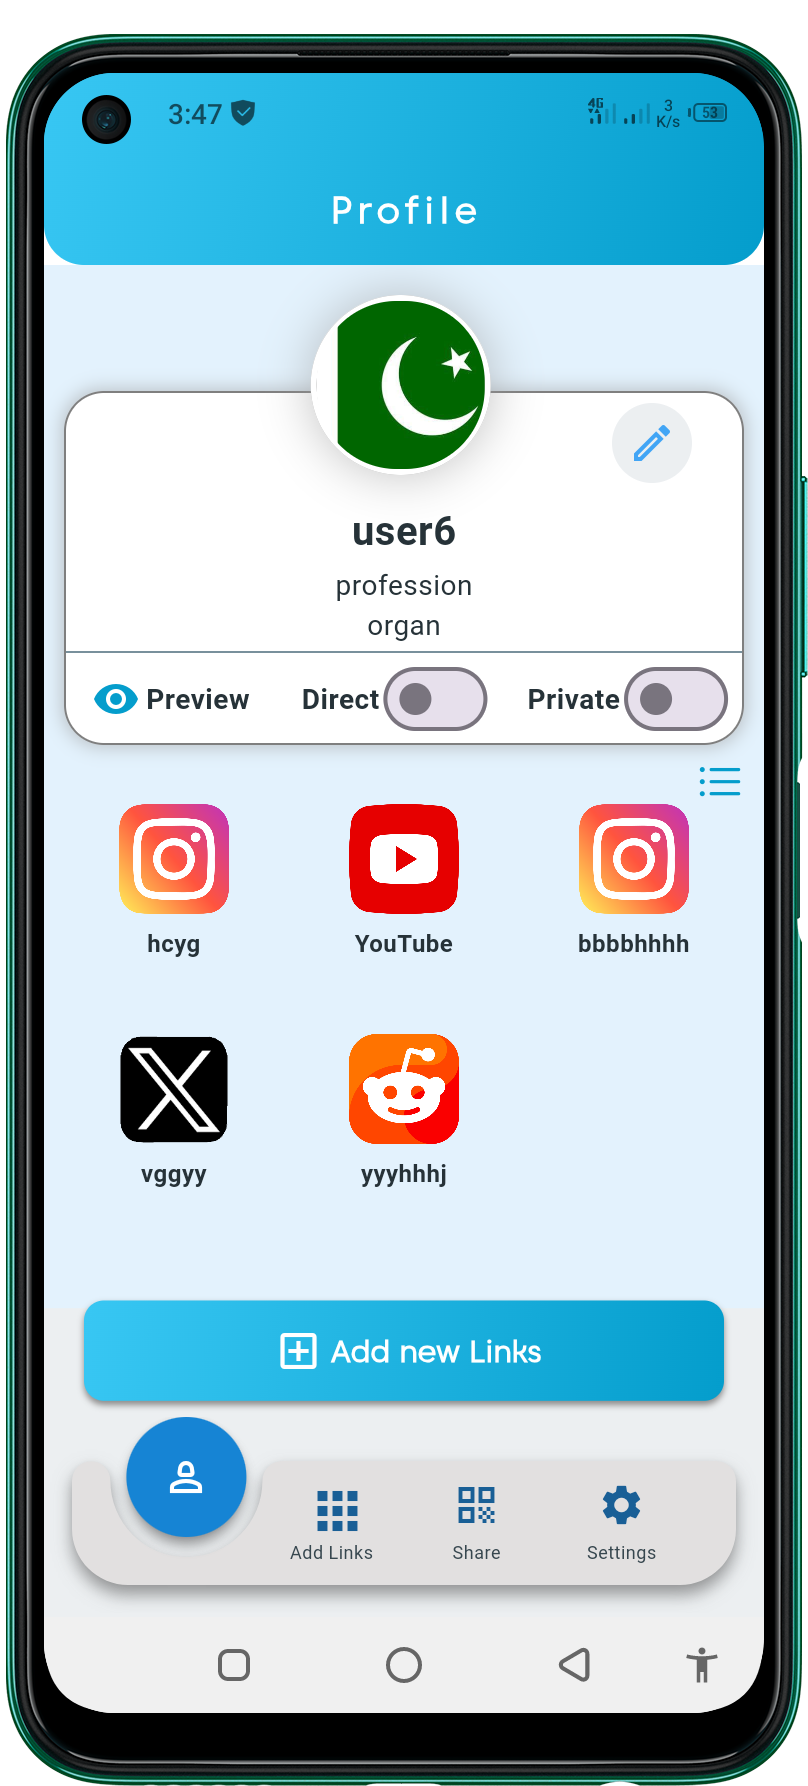 3:47 4G 3 K/s 53
Profile
user6
profession
organ
Preview Direct Private
hcyg YouTube bbbbhhhh
vggyy yyyhhhj
Add new Links
Add Links Share Settings